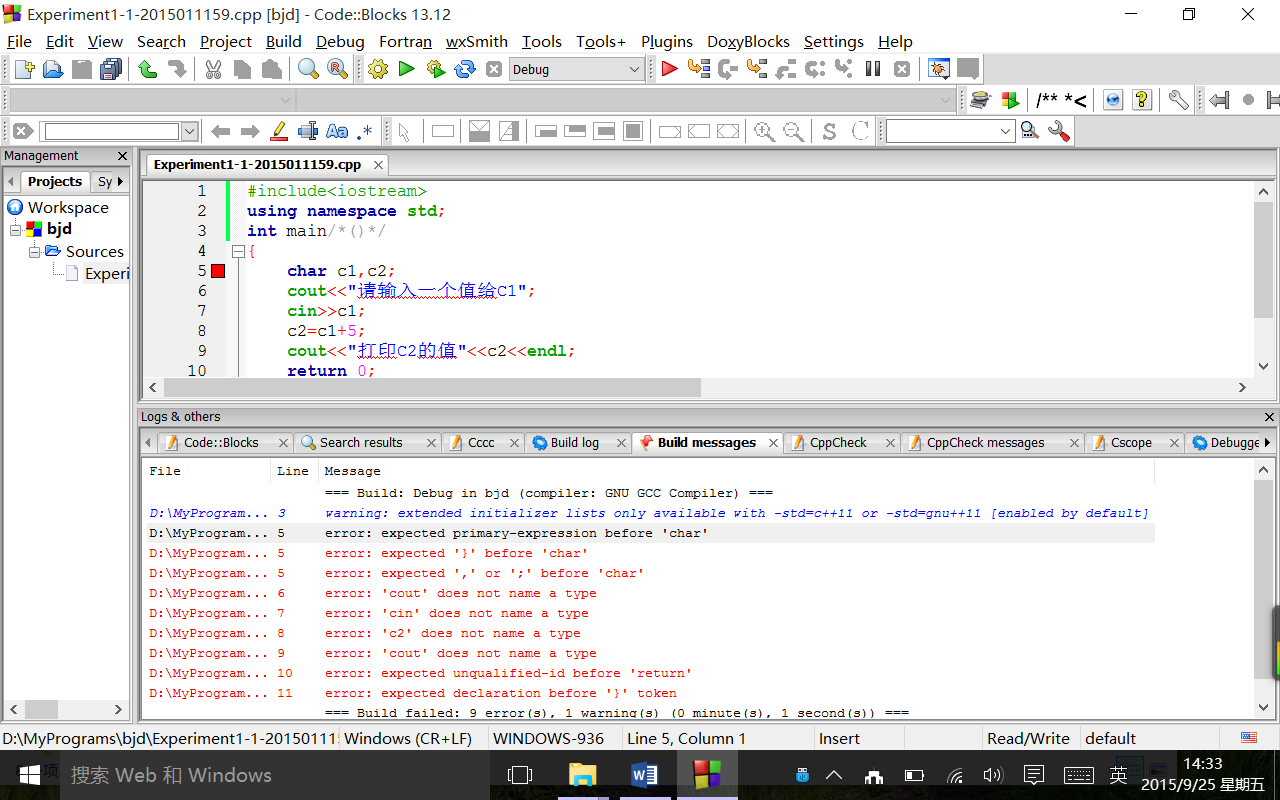 Experiment1-1-2015011159.cpp [bjd] - Code::Blocks 13.12
File Edit View Search Project Build Debug Fortran wxSmith Tools Tools+ Plugins DoxyBlocks Settings Help
Debug
/** *<
Aa .*
S C
Management
Projects Sy
Workspace
bjd
Sources
Experi
Experiment1-1-2015011159.cpp
1 #include<iostream>
2 using namespace std;
3 int main/*()*/
4 {
5 char c1,c2;
6 cout<<"请输入一个值给C1";
7 cin>>c1;
8 c2=c1+5;
9 cout<<"打印C2的值"<<c2<<endl;
10 return 0;
Logs & others
Code::Blocks Search results Cccc Build log Build messages CppCheck CppCheck messages Cscope Debugge
File Line Message
=== Build: Debug in bjd (compiler: GNU GCC Compiler) ===
D:\MyProgram... 3 warning: extended initializer lists only available with -std=c++11 or -std=gnu++11 [enabled by default]
D:\MyProgram... 5 error: expected primary-expression before 'char'
D:\MyProgram... 5 error: expected '}' before 'char'
D:\MyProgram... 5 error: expected ',' or ';' before 'char'
D:\MyProgram... 6 error: 'cout' does not name a type
D:\MyProgram... 7 error: 'cin' does not name a type
D:\MyProgram... 8 error: 'c2' does not name a type
D:\MyProgram... 9 error: 'cout' does not name a type
D:\MyProgram... 10 error: expected unqualified-id before 'return'
D:\MyProgram... 11 error: expected declaration before '}' token
=== Build failed: 9 error(s), 1 warning(s) (0 minute(s), 1 second(s)) ===
D:\MyPrograms\bjd\Experiment1-1-201501115 Windows (CR+LF) WINDOWS-936 Line 5, Column 1 Insert Read/Write default
搜索 Web 和 Windows
英
14:33
2015/9/25 星期五